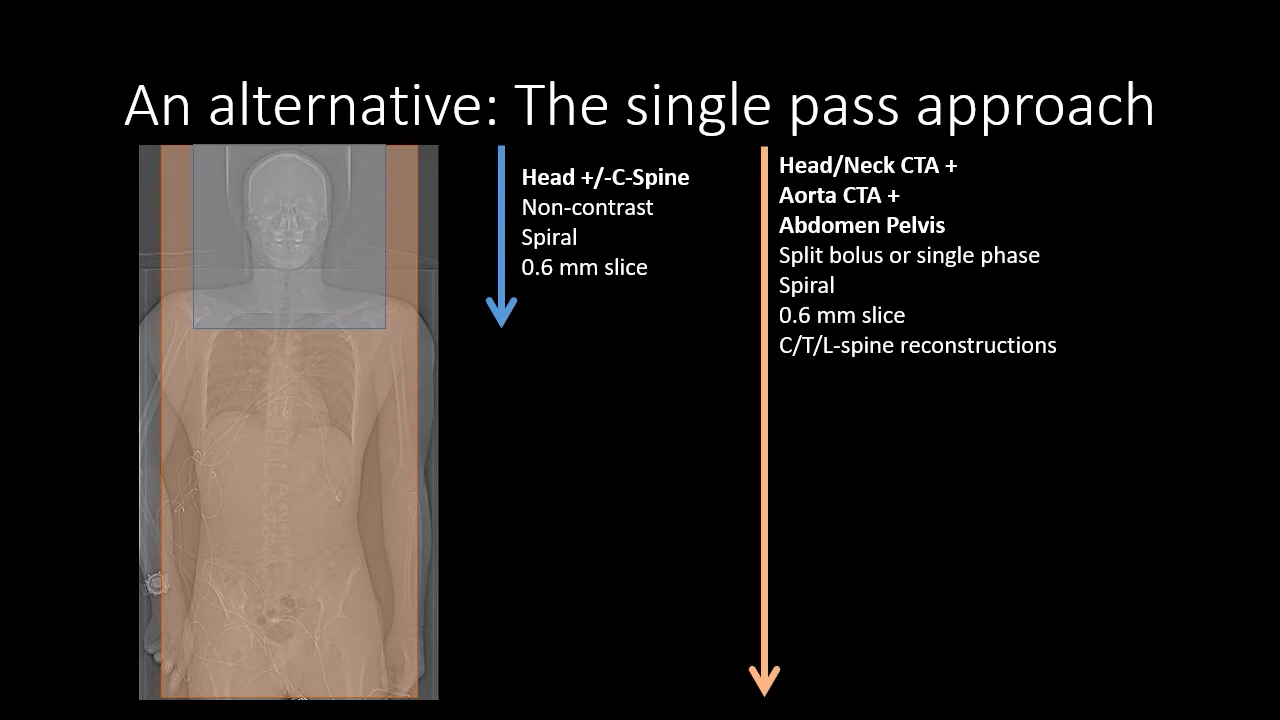 An alternative: The single pass approach
Head +/-C-Spine
Non-contrast
Spiral
0.6 mm slice
Head/Neck CTA +
Aorta CTA +
Abdomen Pelvis
Split bolus or single phase
Spiral
0.6 mm slice
C/T/L-spine reconstructions